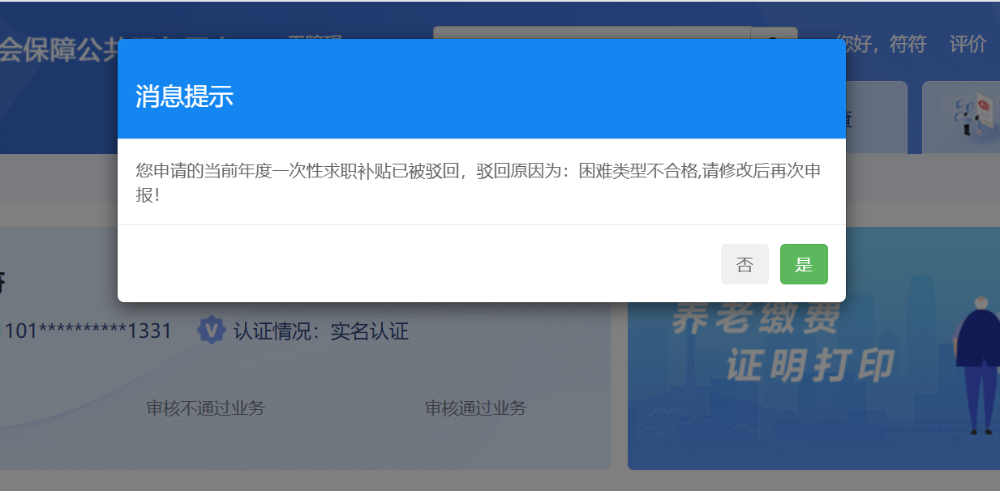 会保障公共
您好，符符 评价
消息提示
查
您申请的当前年度一次性求职补贴已被驳回，驳回原因为：困难类型不合格,请修改后再次申
报！
否 是
101**********1331 V 认证情况：实名认证
养老缴费
证明打印
审核不通过业务 审核通过业务